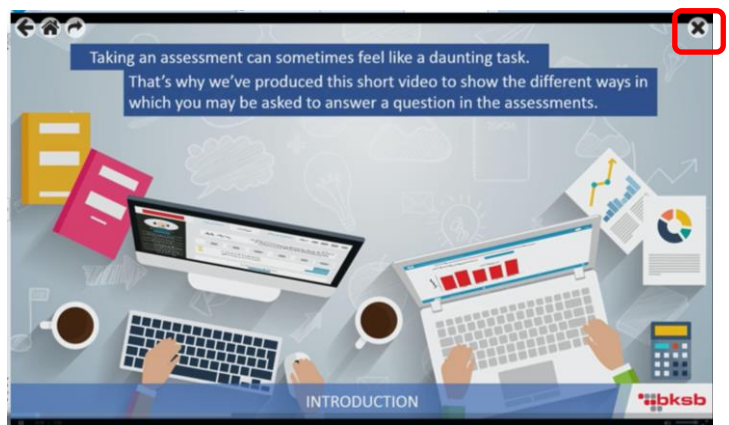 Taking an assessment can sometimes feel like a daunting task.
That's why we've produced this short video to show the different ways in
which you may be asked to answer a question in the assessments.
INTRODUCTION
bksb